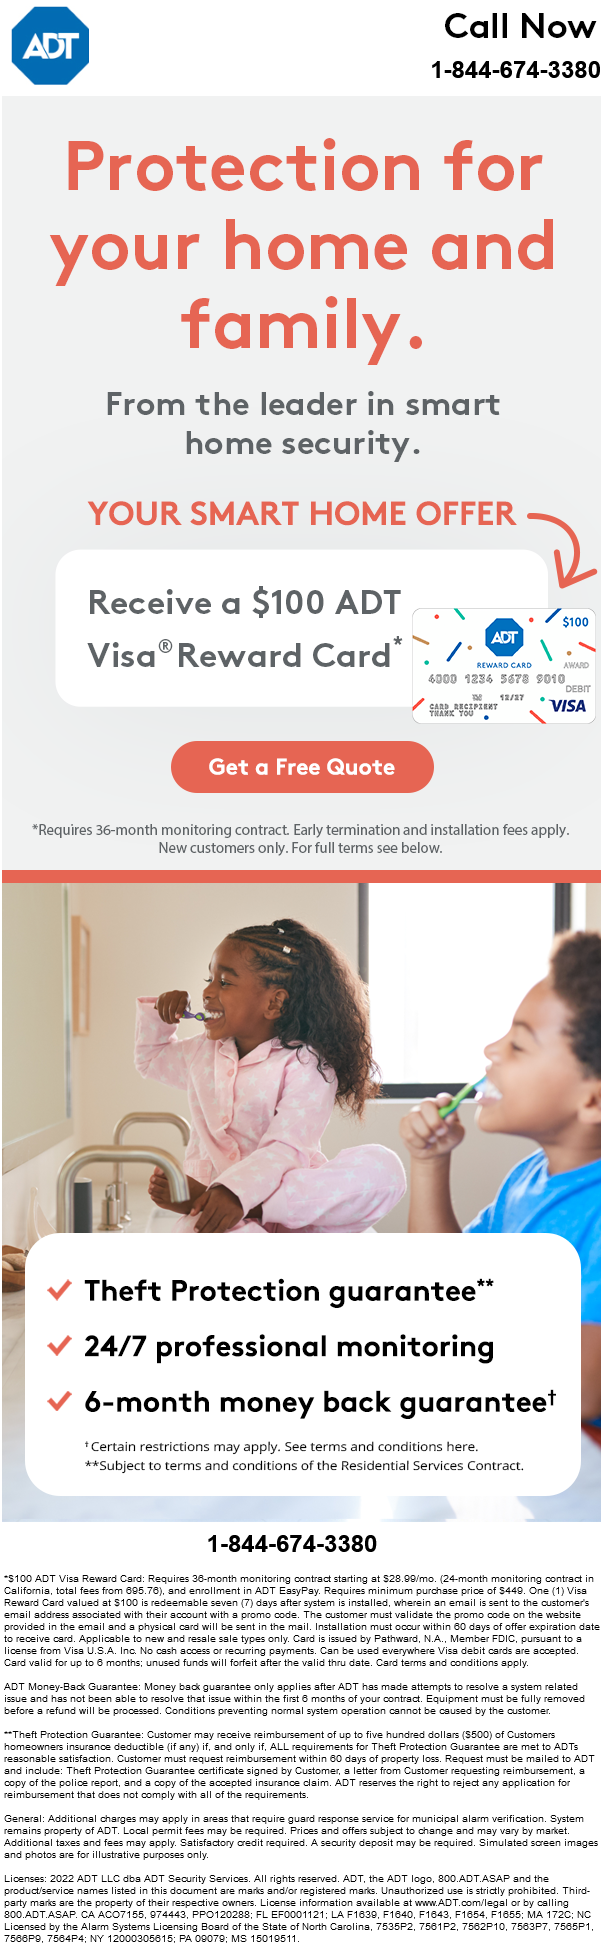 ADT
Call Now
1-844-674-3380
Protection for
your home and
family.
From the leader in smart
home security.
YOUR SMART HOME OFFER
Receive a $100 ADT
Visa® Reward Card*
ADT
$100
REWARD CARD
AWARD
4000 1234 5678 9010
DEBIT
TM 12/27
VISA
CARD RECIPIENT
THANK YOU
Get a Free Quote
*Requires 36-month monitoring contract. Early termination and installation fees apply.
New customers only. For full terms see below.
Theft Protection guarantee**
24/7 professional monitoring
6-month money back guarantee†
†Certain restrictions may apply. See terms and conditions here.
**Subject to terms and conditions of the Residential Services Contract.
1-844-674-3380
*$100 ADT Visa Reward Card: Requires 36-month monitoring contract starting at $28.99/mo. (24-month monitoring contract in
California, total fees from 695.76), and enrollment in ADT EasyPay. Requires minimum purchase price of $449. One (1) Visa
Reward Card valued at $100 is redeemable seven (7) days after system is installed, wherein an email is sent to the customer's
email address associated with their account with a promo code. The customer must validate the promo code on the website
provided in the email and a physical card will be sent in the mail. Installation must occur within 60 days of offer expiration date
to receive card. Applicable to new and resale sale types only. Card is issued by Pathward, N.A., Member FDIC, pursuant to a
license from Visa U.S.A. Inc. No cash access or recurring payments. Can be used everywhere Visa debit cards are accepted.
Card valid for up to 6 months; unused funds will forfeit after the valid thru date. Card terms and conditions apply.
ADT Money-Back Guarantee: Money back guarantee only applies after ADT has made attempts to resolve a system related
issue and has not been able to resolve that issue within the first 6 months of your contract. Equipment must be fully removed
before a refund will be processed. Conditions preventing normal system operation cannot be caused by the customer.
**Theft Protection Guarantee: Customer may receive reimbursement of up to five hundred dollars ($500) of Customers
homeowners insurance deductible (if any) if, and only if, ALL requirements for Theft Protection Guarantee are met to ADTs
reasonable satisfaction. Customer must request reimbursement within 60 days of property loss. Request must be mailed to ADT
and include: Theft Protection Guarantee certificate signed by Customer, a letter from Customer requesting reimbursement, a
copy of the police report, and a copy of the accepted insurance claim. ADT reserves the right to reject any application for
reimbursement that does not comply with all of the requirements.
General: Additional charges may apply in areas that require guard response service for municipal alarm verification. System
remains property of ADT. Local permit fees may be required. Prices and offers subject to change and may vary by market.
Additional taxes and fees may apply. Satisfactory credit required. A security deposit may be required. Simulated screen images
and photos are for illustrative purposes only.
Licenses: 2022 ADT LLC dba ADT Security Services. All rights reserved. ADT, the ADT logo, 800.ADT.ASAP and the
product/service names listed in this document are marks and/or registered marks. Unauthorized use is strictly prohibited. Third-
party marks are the property of their respective owners. License information available at www.ADT.com/legal or by calling
800.ADT.ASAP. CA ACO7155, 974443, PPO120288; FL EF0001121; LA F1639, F1640, F1643, F1654, F1655; MA 172C; NC
Licensed by the Alarm Systems Licensing Board of the State of North Carolina, 7535P2, 7561P2, 7562P10, 7563P7, 7565P1,
7566P9, 7564P4; NY 12000305615; PA 09079; MS 15019511.